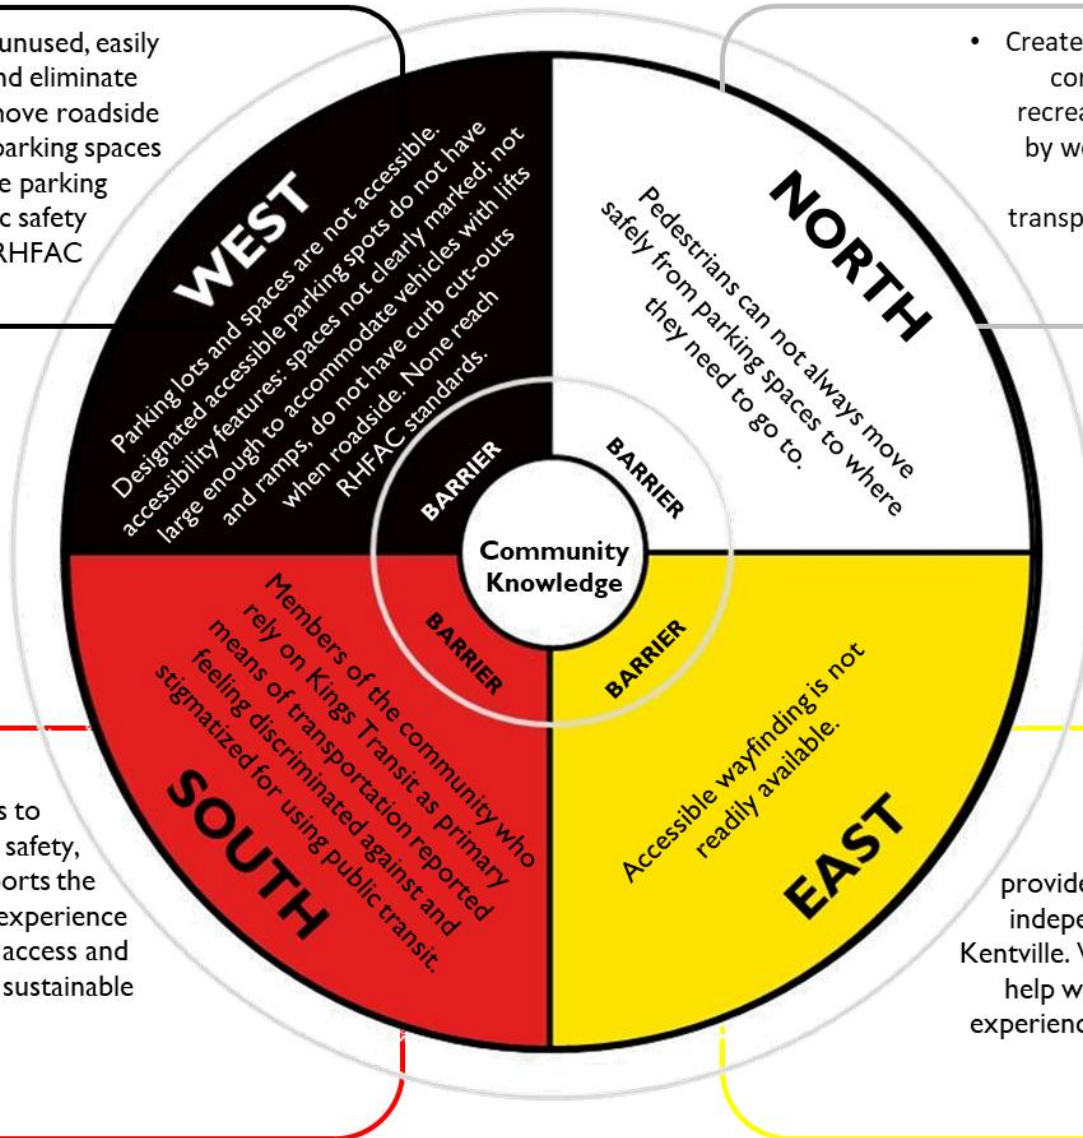 unused, easily
nd eliminate
nove roadside
parking spaces
e parking
ic safety
RHFAC
• Create
con
recrea
by we
transp
WEST
Parking lots and spaces are not accessible.
Designated accessible parking spots do not have
accessibility features: spaces not clearly marked; not
large enough to accommodate vehicles with lifts
and ramps, do not have curb cut-outs
when roadside. None reach
RHFAC standards.
BARRIER
NORTH
Pedestrians can not always move
safely from parking spaces to where
they need to go to.
BARRIER
Community
Knowledge
SOUTH
Members of the community who
rely on Kings Transit as primary
means of transportation reported
feeling discriminated against and
stigmatized for using public transit.
BARRIER
EAST
Accessible wayfinding is not
readily available.
BARRIER
s to
safety,
orts the
experience
access and
sustainable
provide
indepe
Kentville. V
help w
experienc